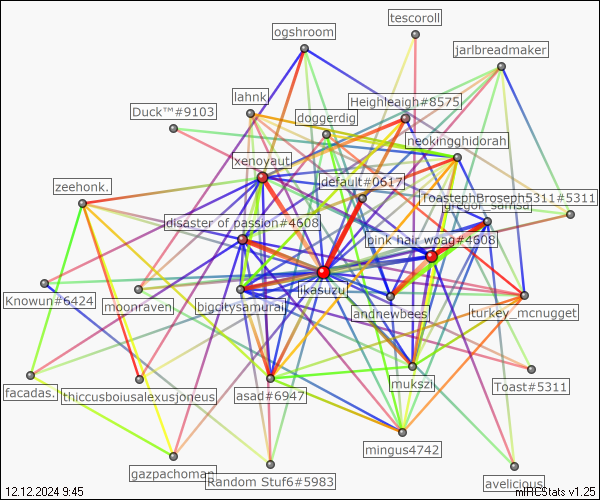 tescoroll
ogshroom
jarlbreadmaker
lahnk
Heighleaigh#8575
Duck™#9103
doggerdig
neokingghidorah
xenoyaut
default#0617
zeehonk.
ToastephBroseph5311#5311
gregor_samsa
disaster of passion#4608
pink hair woag#4608
likasuzu
Knowun#6424
moonraven
bigcitysamurai
andnewbees
turkey_mcnugget
facadas.
thiccusboiusalexusjoneus
asad#6947
mukszi
Toast#5311
mingus4742
gazpachoman
Random Stuf6#5983
avelicious
12.12.2024 9:45
mIRCStats v1.25